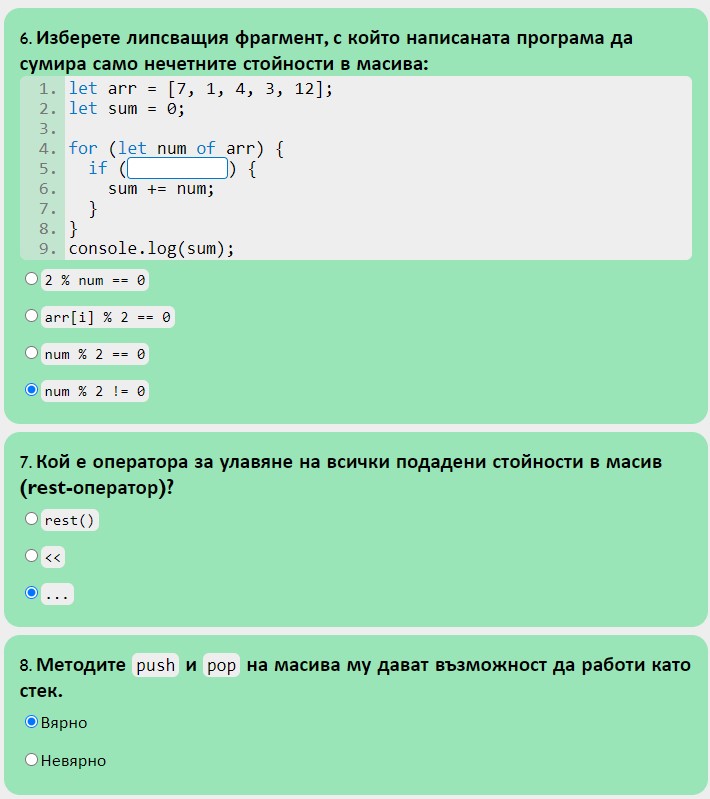 6. Изберете липсващия фрагмент, с който написаната програма да
сумира само нечетните стойности в масива:
1. let arr = [7, 1, 4, 3, 12];
2. let sum = 0;
3.
4. for (let num of arr) {
5.   if (          ) {
6.     sum += num;
7.   }
8. }
9. console.log(sum);
2 % num == 0
arr[i] % 2 == 0
num % 2 == 0
num % 2 != 0
7. Кой е оператора за улавяне на всички подадени стойности в масив
(rest-оператор)?
rest()
<<
...
8. Методите push и pop на масива му дават възможност да работи като
стек.
Вярно
Невярно